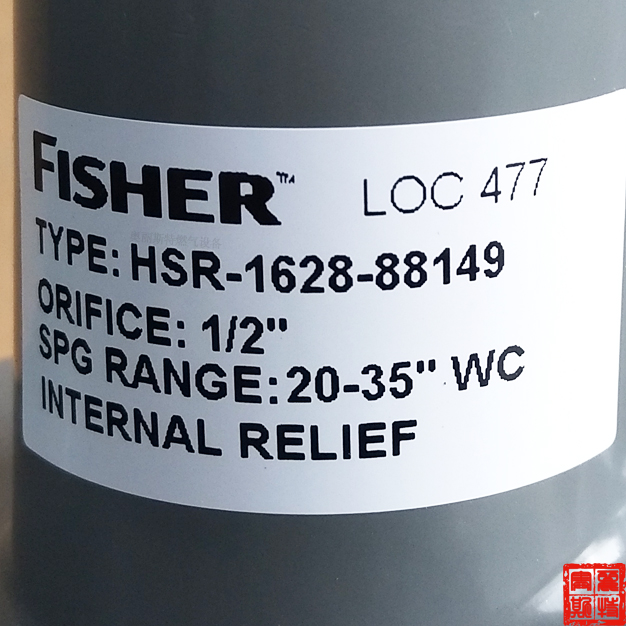 FISHER™ LOC 477
TYPE: HSR-1628-88149
ORIFICE: 1/2"
SPG RANGE: 20-35" WC
INTERNAL RELIEF